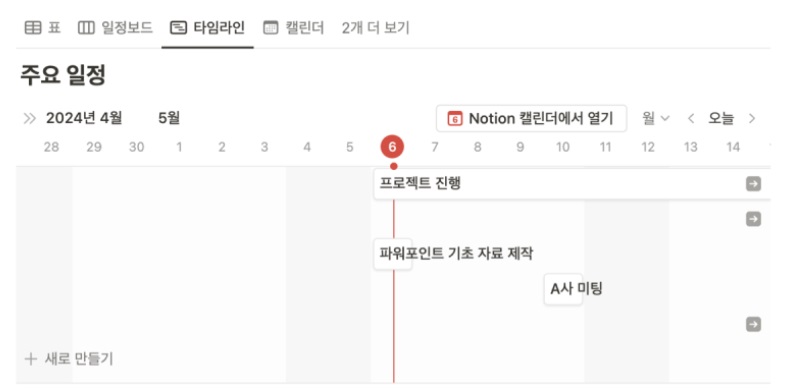 표 일정보드 타임라인 캘린더 2개 더 보기
주요 일정
2024년 4월 5월 6 Notion 캘린더에서 열기 월 오늘
28 29 30 1 2 3 4 5 6 7 8 9 10 11 12 13 14
프로젝트 진행
파워포인트 기초 자료 제작
A사 미팅
+ 새로 만들기